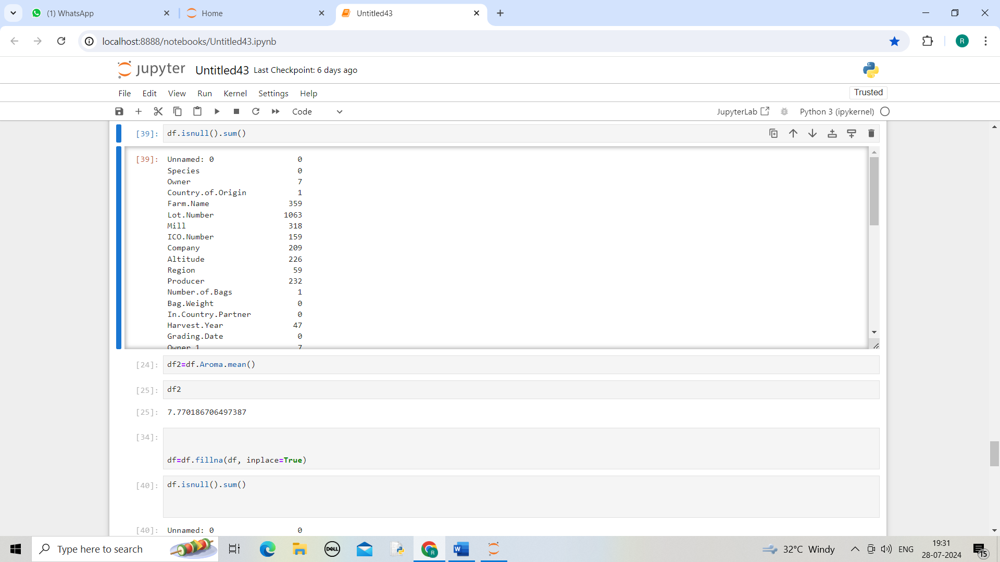 (1) WhatsApp
Home
Untitled43
localhost:8888/notebooks/Untitled43.ipynb
R
jupyter Untitled43 Last Checkpoint: 6 days ago
File Edit View Run Kernel Settings Help
Trusted
Code
JupyterLab
Python 3 (ipykernel)
[39]: df.isnull().sum()
[39]: Unnamed: 0 0
Species 0
Owner 7
Country.of.Origin 1
Farm.Name 359
Lot.Number 1063
Mill 318
ICO.Number 159
Company 209
Altitude 226
Region 59
Producer 232
Number.of.Bags 1
Bag.Weight 0
In.Country.Partner 0
Harvest.Year 47
Grading.Date 0
Owner.1 7
[24]: df2=df.Aroma.mean()
[25]: df2
[25]: 7.770186706497387
[34]:
df=df.fillna(df, inplace=True)
[40]: df.isnull().sum()
[40]: Unnamed: 0 0
Type here to search
DELL
R
W
32°C Windy
ENG
19:31
28-07-2024
15